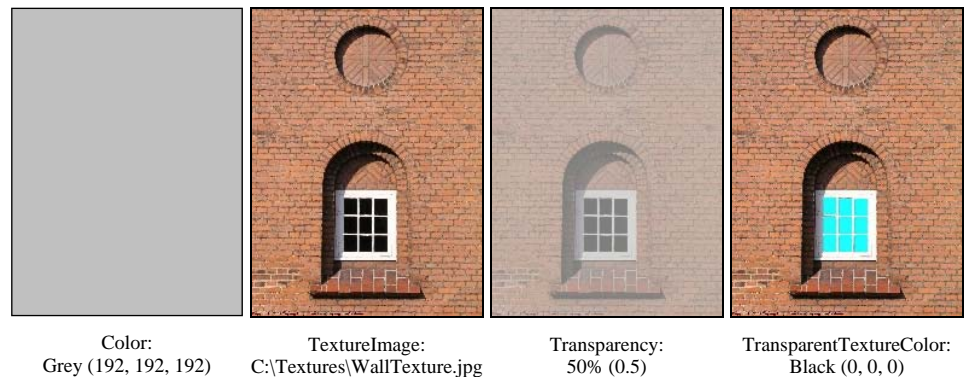 Color:
Grey (192, 192, 192)
TextureImage:
C:\Textures\WallTexture.jpg
Transparency:
50% (0.5)
TransparentTextureColor:
Black (0, 0, 0)